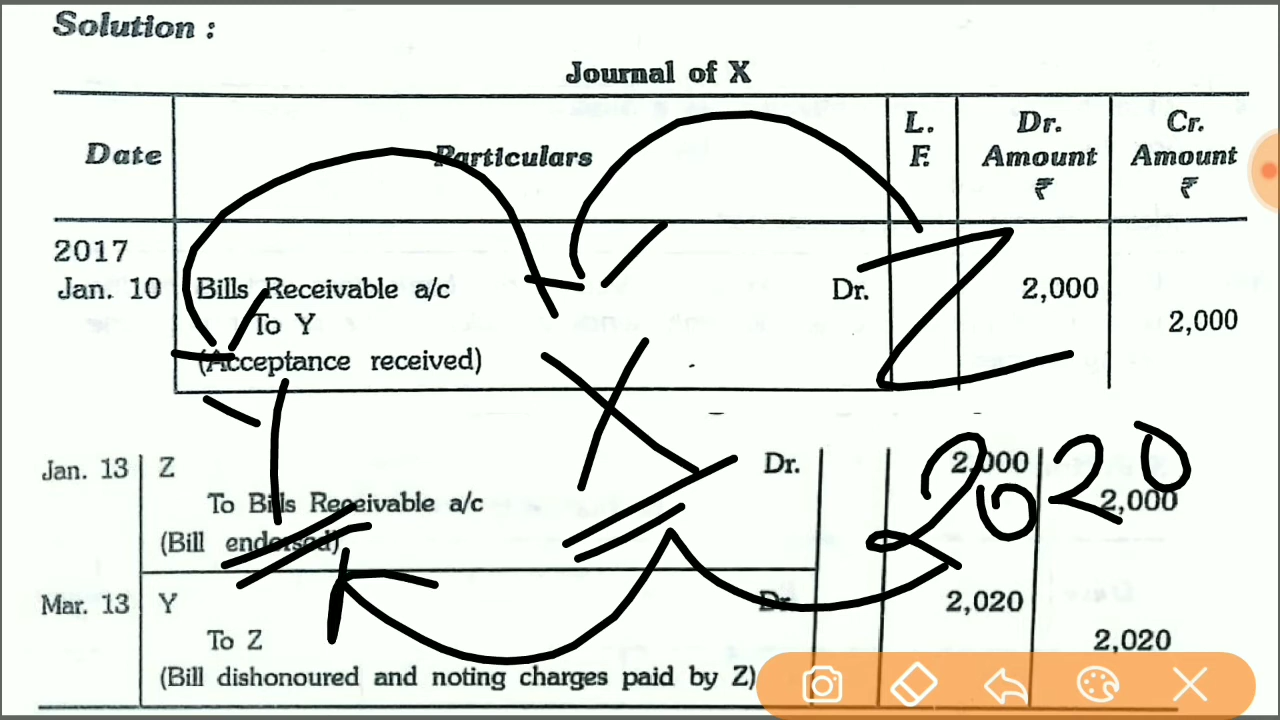 Solution :
Journal of X
Date Particulars L. F. Dr. Amount ₹ Cr. Amount ₹
2017
Jan. 10 Bills Receivable a/c Dr. 2,000
To Y 2,000
(Acceptance received)
Jan. 13 Z Dr. 2,000
To Bills Receivable a/c 2,000
(Bill endorsed)
Mar. 13 Y Dr. 2,020
To Z 2,020
(Bill dishonoured and noting charges paid by Z)
Y X Z
2020